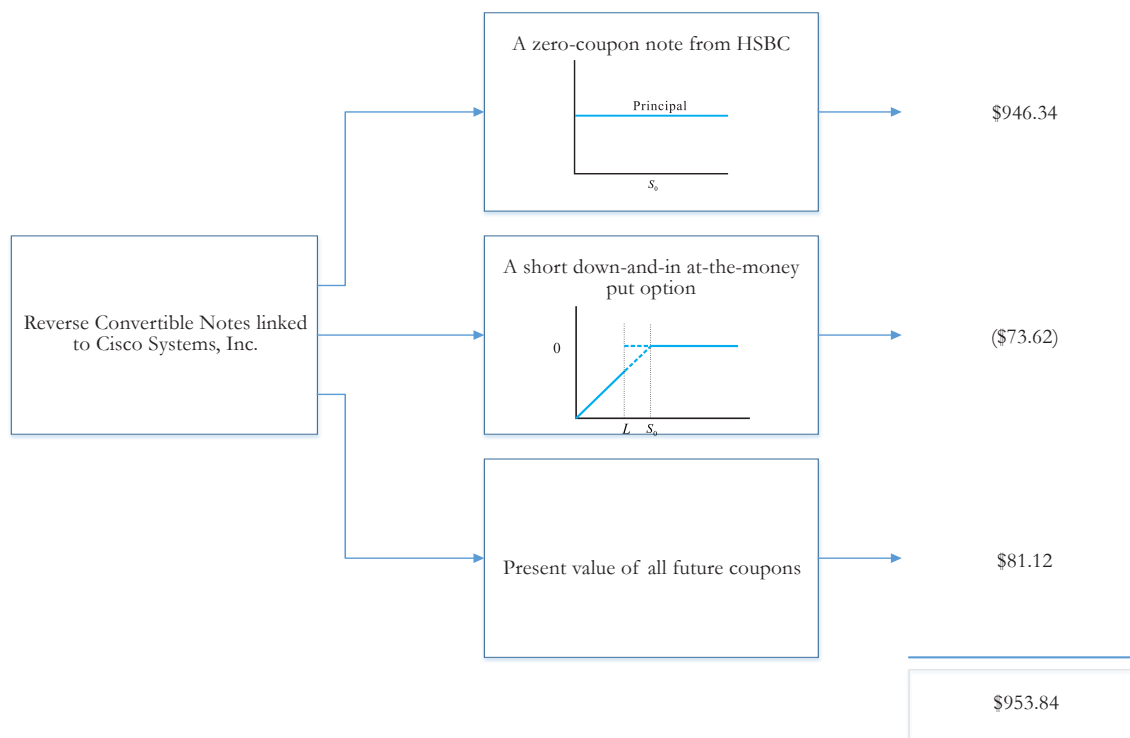 A zero-coupon note from HSBC
Principal
S₀
$946.34
Reverse Convertible Notes linked
to Cisco Systems, Inc.
A short down-and-in at-the-money
put option
0
L S₀
($73.62)
Present value of all future coupons
$81.12
$953.84